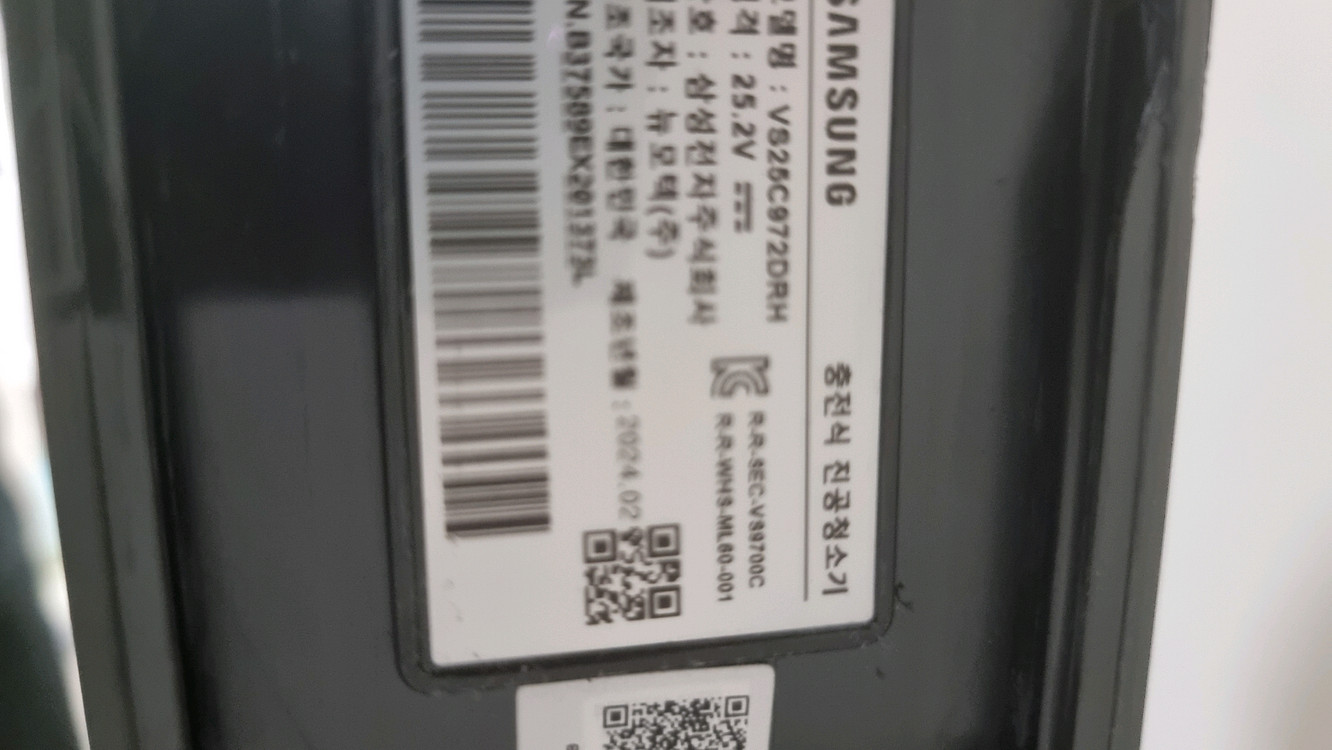 SAMSUNG 충전식 진공청소기
모델명 : VS25C972DRH
정격 : 25.2V
상호 : 삼성전자주식회사
R-R-SEC-VS9700C
R-R-WHS-ML60-001
제조자 : 뉴모텍(주)
제조국가 : 대한민국 제조년월 : 2024.02